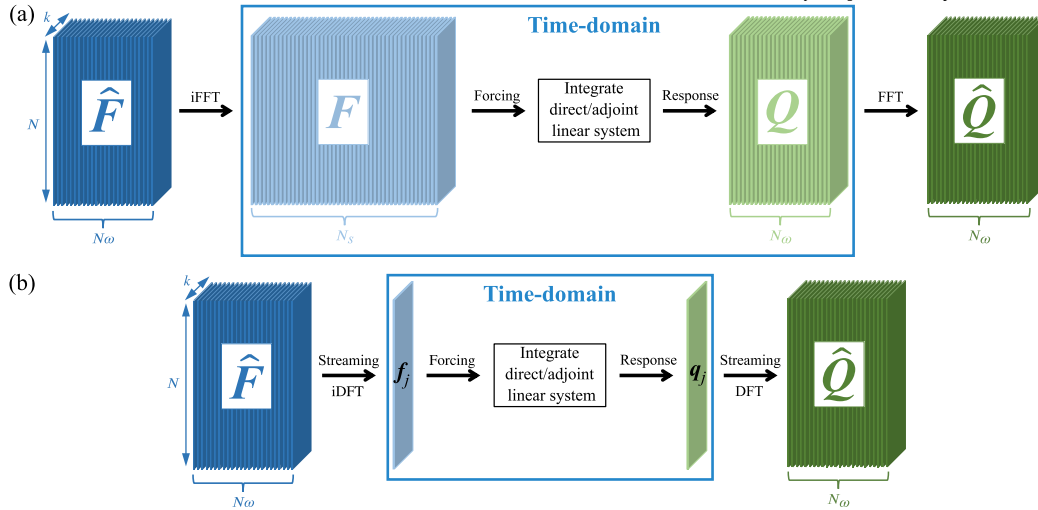 (a)
k
Time-domain
N
F̂
iFFT
F
Forcing
Integrate
direct/adjoint
linear system
Response
Q
FFT
Q̂
Nω
N_s
N_ω
N_ω
(b)
k
Time-domain
N
F̂
Streaming
iDFT
f_j
Forcing
Integrate
direct/adjoint
linear system
Response
q_j
Streaming
DFT
Q̂
Nω
N_ω